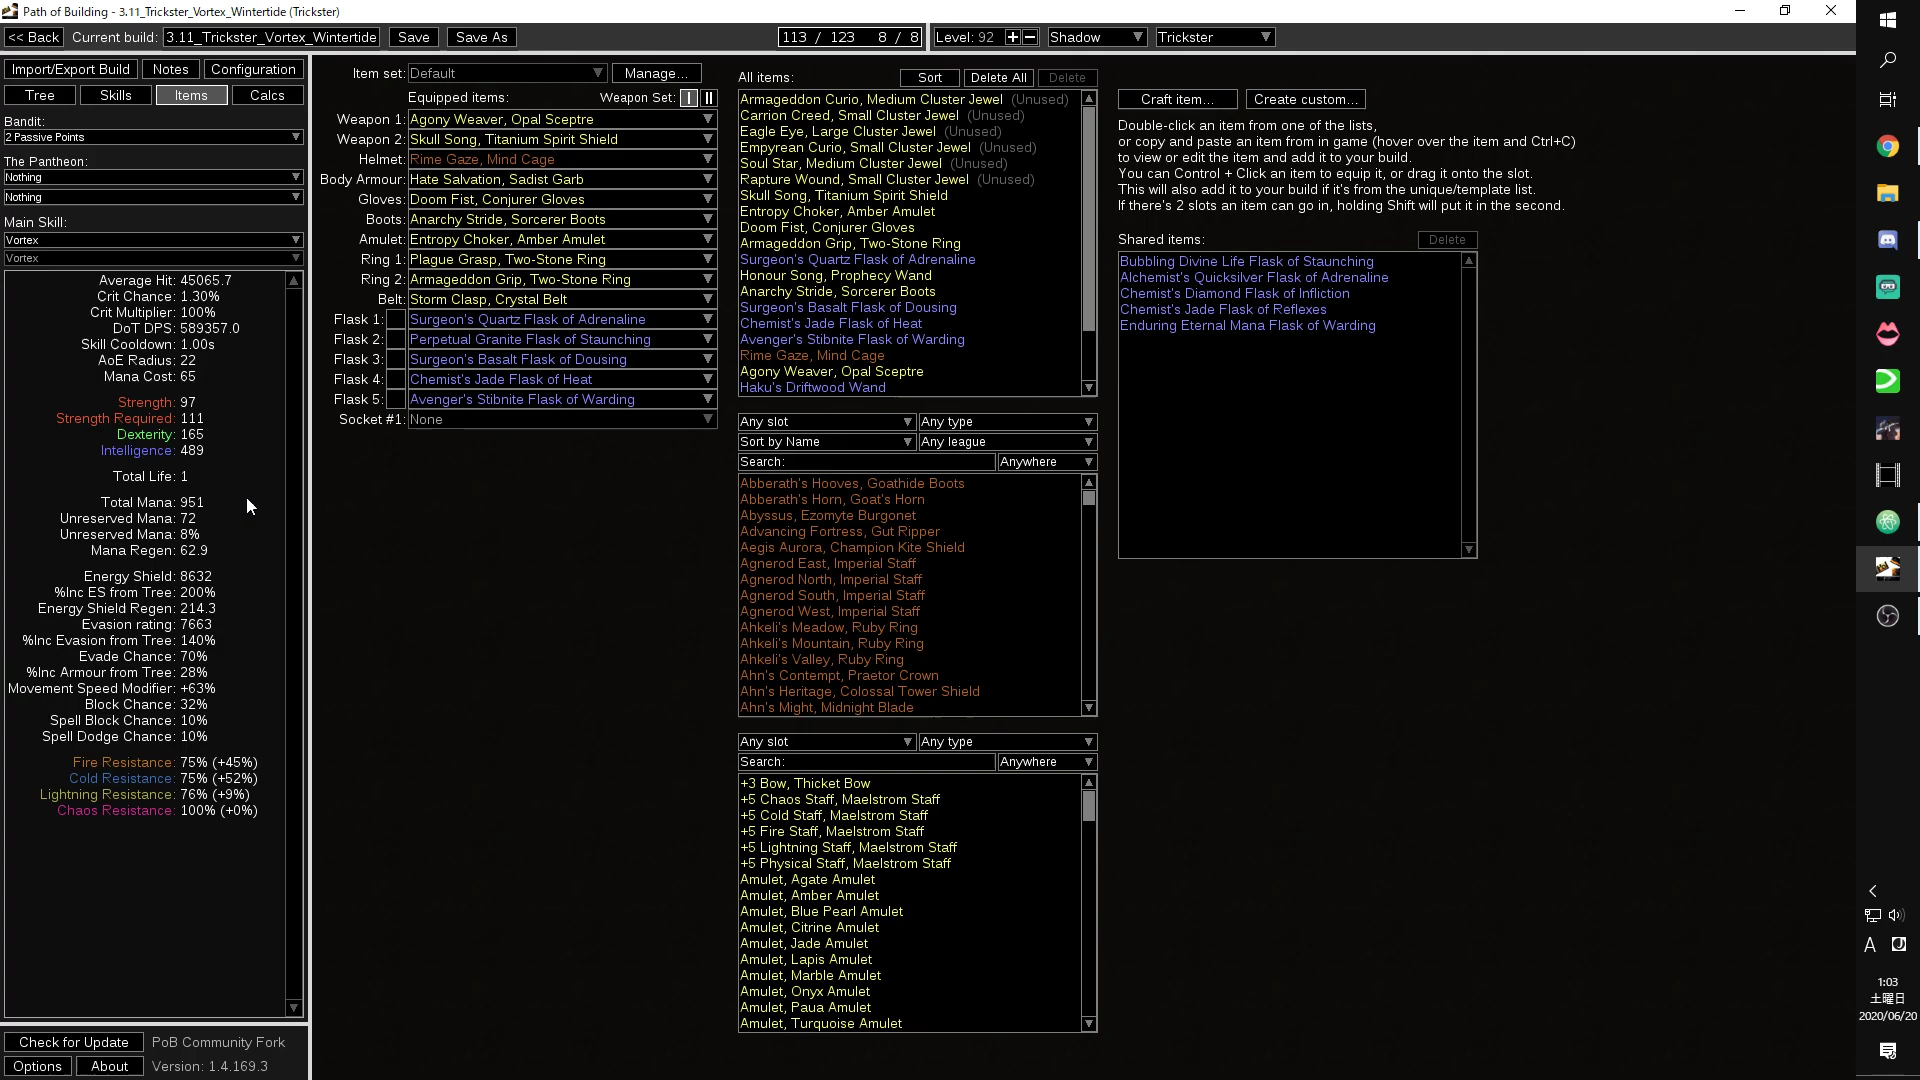 Path of Building - 3.11_Trickster_Vortex_Wintertide (Trickster)
<< Back Current build: 3.11_Trickster_Vortex_Wintertide Save Save As 113 / 123 8 / 8 Level: 92 Shadow Trickster
Import/Export Build Notes Configuration
Tree Skills Items Calcs
Bandit:
2 Passive Points
The Pantheon:
Nothing
Nothing
Main Skill:
Vortex
Vortex
Average Hit: 45065.7
Crit Chance: 1.30%
Crit Multiplier: 100%
DoT DPS: 589357.0
Skill Cooldown: 1.00s
AoE Radius: 22
Mana Cost: 65
Strength: 97
Strength Required: 111
Dexterity: 165
Intelligence: 489
Total Life: 1
Total Mana: 951
Unreserved Mana: 72
Unreserved Mana: 8%
Mana Regen: 62.9
Energy Shield: 8632
%Inc ES from Tree: 200%
Energy Shield Regen: 214.3
Evasion rating: 7663
%Inc Evasion from Tree: 140%
Evade Chance: 70%
%Inc Armour from Tree: 28%
Movement Speed Modifier: +63%
Block Chance: 32%
Spell Block Chance: 10%
Spell Dodge Chance: 10%
Fire Resistance: 75% (+45%)
Cold Resistance: 75% (+52%)
Lightning Resistance: 76% (+9%)
Chaos Resistance: 100% (+0%)
Check for Update PoB Community Fork
Options About Version: 1.4.169.3
Item set: Default Manage...
Equipped items: Weapon Set: I II
Weapon 1: Agony Weaver, Opal Sceptre
Weapon 2: Skull Song, Titanium Spirit Shield
Helmet: Rime Gaze, Mind Cage
Body Armour: Hate Salvation, Sadist Garb
Gloves: Doom Fist, Conjurer Gloves
Boots: Anarchy Stride, Sorcerer Boots
Amulet: Entropy Choker, Amber Amulet
Ring 1: Plague Grasp, Two-Stone Ring
Ring 2: Armageddon Grip, Two-Stone Ring
Belt: Storm Clasp, Crystal Belt
Flask 1: Surgeon's Quartz Flask of Adrenaline
Flask 2: Perpetual Granite Flask of Staunching
Flask 3: Surgeon's Basalt Flask of Dousing
Flask 4: Chemist's Jade Flask of Heat
Flask 5: Avenger's Stibnite Flask of Warding
Socket #1: None
All items: Sort Delete All Delete
Armageddon Curio, Medium Cluster Jewel (Unused)
Carrion Creed, Small Cluster Jewel (Unused)
Eagle Eye, Large Cluster Jewel (Unused)
Empyrean Curio, Small Cluster Jewel (Unused)
Soul Star, Medium Cluster Jewel (Unused)
Rapture Wound, Small Cluster Jewel (Unused)
Skull Song, Titanium Spirit Shield
Entropy Choker, Amber Amulet
Doom Fist, Conjurer Gloves
Armageddon Grip, Two-Stone Ring
Surgeon's Quartz Flask of Adrenaline
Honour Song, Prophecy Wand
Anarchy Stride, Sorcerer Boots
Surgeon's Basalt Flask of Dousing
Chemist's Jade Flask of Heat
Avenger's Stibnite Flask of Warding
Rime Gaze, Mind Cage
Agony Weaver, Opal Sceptre
Haku's Driftwood Wand
Any slot Any type
Sort by Name Any league
Search: Anywhere
Abberath's Hooves, Goathide Boots
Abberath's Horn, Goat's Horn
Abyssus, Ezomyte Burgonet
Advancing Fortress, Gut Ripper
Aegis Aurora, Champion Kite Shield
Agnerod East, Imperial Staff
Agnerod North, Imperial Staff
Agnerod South, Imperial Staff
Agnerod West, Imperial Staff
Ahkeli's Meadow, Ruby Ring
Ahkeli's Mountain, Ruby Ring
Ahkeli's Valley, Ruby Ring
Ahn's Contempt, Praetor Crown
Ahn's Heritage, Colossal Tower Shield
Ahn's Might, Midnight Blade
Any slot Any type
Search: Anywhere
+3 Bow, Thicket Bow
+5 Chaos Staff, Maelstrom Staff
+5 Cold Staff, Maelstrom Staff
+5 Fire Staff, Maelstrom Staff
+5 Lightning Staff, Maelstrom Staff
+5 Physical Staff, Maelstrom Staff
Amulet, Agate Amulet
Amulet, Amber Amulet
Amulet, Blue Pearl Amulet
Amulet, Citrine Amulet
Amulet, Jade Amulet
Amulet, Lapis Amulet
Amulet, Marble Amulet
Amulet, Onyx Amulet
Amulet, Paua Amulet
Amulet, Turquoise Amulet
Craft item... Create custom...
Double-click an item from one of the lists,
or copy and paste an item from in game (hover over the item and Ctrl+C)
to view or edit the item and add it to your build.
You can Control + Click an item to equip it, or drag it onto the slot.
This will also add it to your build if it's from the unique/template list.
If there's 2 slots an item can go in, holding Shift will put it in the second.
Shared items: Delete
Bubbling Divine Life Flask of Staunching
Alchemist's Quicksilver Flask of Adrenaline
Chemist's Diamond Flask of Infliction
Chemist's Jade Flask of Reflexes
Enduring Eternal Mana Flask of Warding
A J
1:03
土曜日
2020/06/20